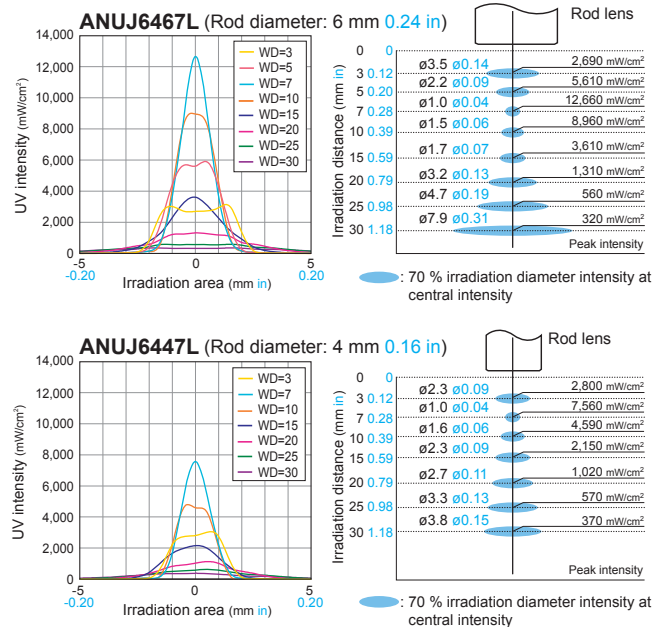 ANUJ6467L (Rod diameter: 6 mm 0.24 in)
UV intensity (mW/cm²)
14,000
12,000
10,000
8,000
6,000
4,000
2,000
0
WD=3
WD=5
WD=7
WD=10
WD=15
WD=20
WD=25
WD=30
-5 0 5
-0.20 0.20
Irradiation area (mm in)
Rod lens
Irradiation distance (mm in)
0 0
ø3.5 ø0.14 2,690 mW/cm²
3 0.12
ø2.2 ø0.09 5,610 mW/cm²
5 0.20
ø1.0 ø0.04 12,660 mW/cm²
7 0.28
ø1.5 ø0.06 8,960 mW/cm²
10 0.39
ø1.7 ø0.07 3,610 mW/cm²
15 0.59
ø3.2 ø0.13 1,310 mW/cm²
20 0.79
ø4.7 ø0.19 560 mW/cm²
25 0.98
ø7.9 ø0.31 320 mW/cm²
30 1.18
Peak intensity
: 70 % irradiation diameter intensity at
central intensity
ANUJ6447L (Rod diameter: 4 mm 0.16 in)
UV intensity (mW/cm²)
14,000
12,000
10,000
8,000
6,000
4,000
2,000
0
WD=3
WD=7
WD=10
WD=15
WD=20
WD=25
WD=30
-5 0 5
-0.20 0.20
Irradiation area (mm in)
Rod lens
Irradiation distance (mm in)
0 0
ø2.3 ø0.09 2,800 mW/cm²
3 0.12
ø1.0 ø0.04 7,560 mW/cm²
7 0.28
ø1.6 ø0.06 4,590 mW/cm²
10 0.39
ø2.3 ø0.09 2,150 mW/cm²
15 0.59
ø2.7 ø0.11 1,020 mW/cm²
20 0.79
ø3.3 ø0.13 570 mW/cm²
25 0.98
ø3.8 ø0.15 370 mW/cm²
30 1.18
Peak intensity
: 70 % irradiation diameter intensity at
central intensity